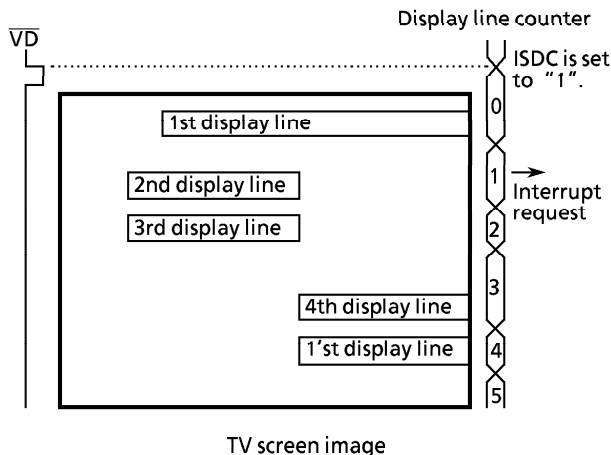 Display line counter
VD
ISDC is set
to “1”.
0
1st display line
1
Interrupt
request
2nd display line
3rd display line
2
3
4th display line
1'st display line
4
5
TV screen image